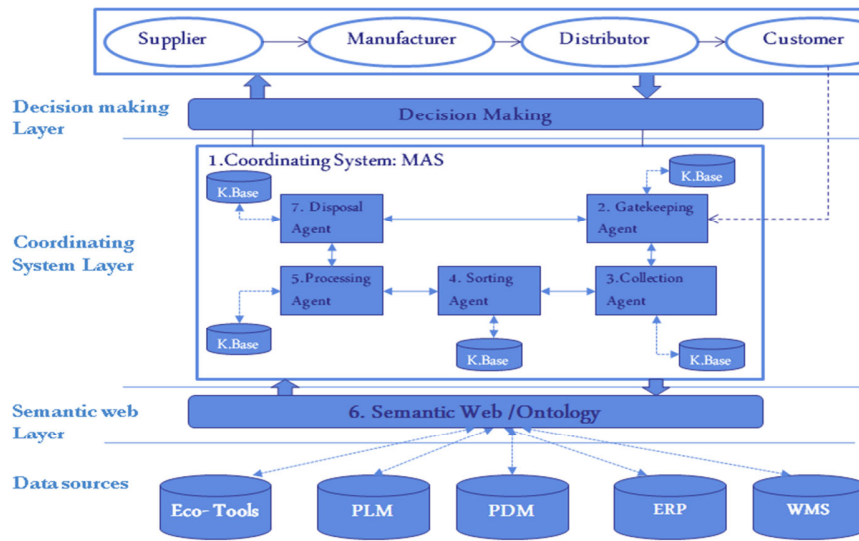 Supplier
Manufacturer
Distributor
Customer
Decision making
Layer
Decision Making
1.Coordinating System: MAS
K.Base
K.Base
7. Disposal
Agent
2. Gatekeeping
Agent
Coordinating
System Layer
5.Processing
Agent
4. Sorting
Agent
3.Collection
Agent
K.Base
K.Base
K.Base
Semantic web
Layer
6. Semantic Web /Ontology
Data sources
Eco- Tools
PLM
PDM
ERP
WMS